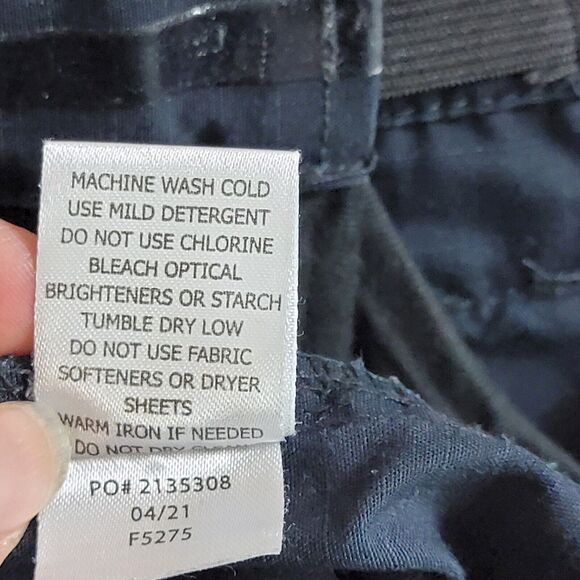 MACHINE WASH COLD
USE MILD DETERGENT
DO NOT USE CHLORINE
BLEACH OPTICAL
BRIGHTENERS OR STARCH
TUMBLE DRY LOW
DO NOT USE FABRIC
SOFTENERS OR DRYER
SHEETS
WARM IRON IF NEEDED
DO NOT DRY CLEAN
PO# 2135308
04/21
F5275